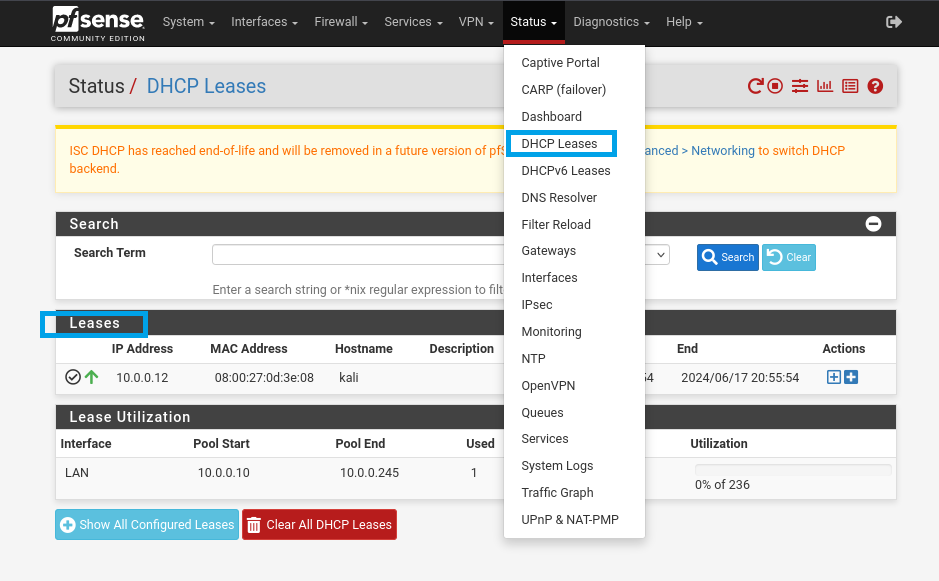 pfsense
COMMUNITY EDITION
System Interfaces Firewall Services VPN Status Diagnostics Help
Status / DHCP Leases
ISC DHCP has reached end-of-life and will be removed in a future version of
anced > Networking to switch DHCP
backend.
Captive Portal
CARP (failover)
Dashboard
DHCP Leases
DHCPv6 Leases
DNS Resolver
Filter Reload
Gateways
Interfaces
IPsec
Monitoring
NTP
OpenVPN
Queues
Services
System Logs
Traffic Graph
UPnP & NAT-PMP
Search
Search Term
Search
Clear
Enter a search string or *nix regular expression to
Leases
IP Address MAC Address Hostname Description End Actions
10.0.0.12 08:00:27:0d:3e:08 kali 54 2024/06/17 20:55:54
Lease Utilization
Interface Pool Start Pool End Used Utilization
LAN 10.0.0.10 10.0.0.245 1
0% of 236
Show All Configured Leases
Clear All DHCP Leases